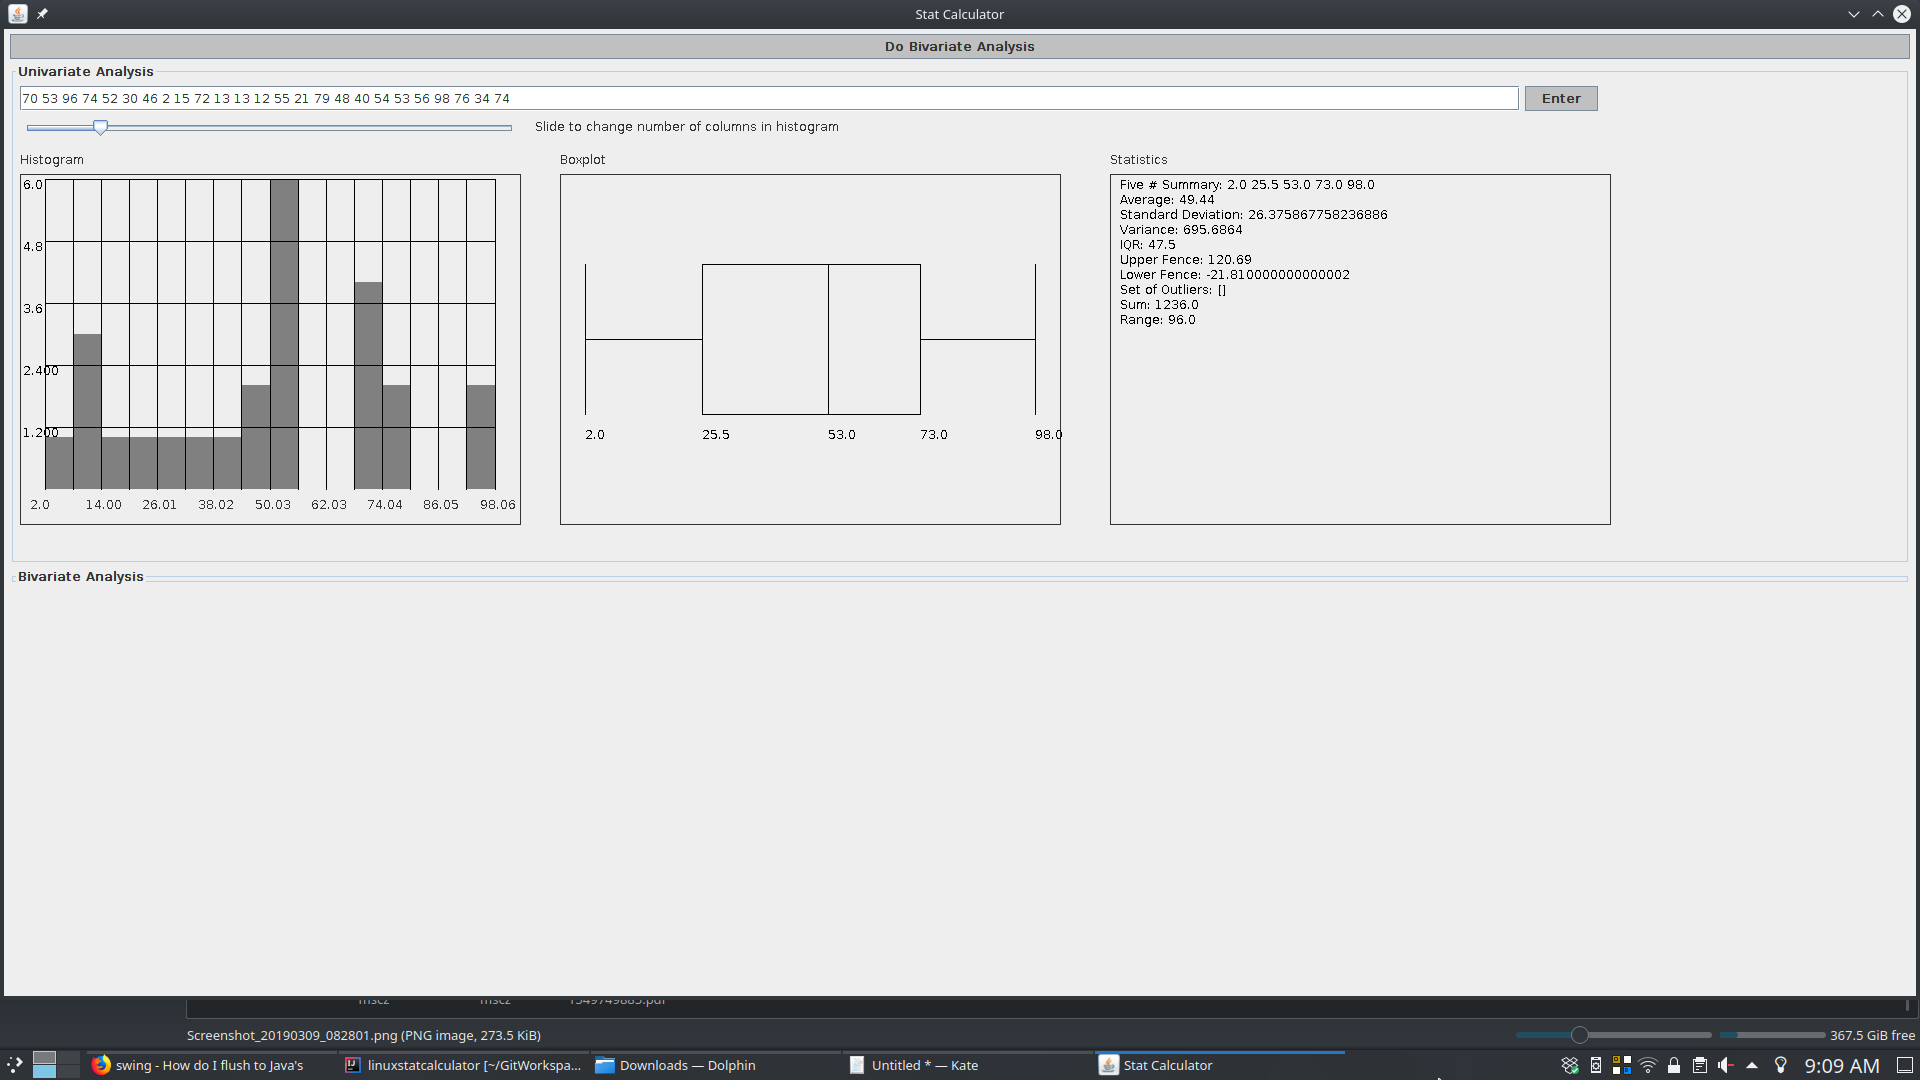 Stat Calculator
Do Bivariate Analysis
Univariate Analysis
70 53 96 74 52 30 46 2 15 72 13 13 12 55 21 79 48 40 54 53 56 98 76 34 74
Enter
Slide to change number of columns in histogram
Histogram
6.0
4.8
3.6
2.400
1.200
2.0 14.00 26.01 38.02 50.03 62.03 74.04 86.05 98.06
Boxplot
2.0 25.5 53.0 73.0 98.0
Statistics
Five # Summary: 2.0 25.5 53.0 73.0 98.0
Average: 49.44
Standard Deviation: 26.375867758236886
Variance: 695.6864
IQR: 47.5
Upper Fence: 120.69
Lower Fence: -21.810000000000002
Set of Outliers: []
Sum: 1236.0
Range: 96.0
Bivariate Analysis
Screenshot_20190309_082801.png (PNG image, 273.5 KiB)
367.5 GiB free
swing - How do I flush to Java's
linuxstatcalculator [~/GitWorkspa...
Downloads — Dolphin
Untitled * — Kate
Stat Calculator
9:09 AM